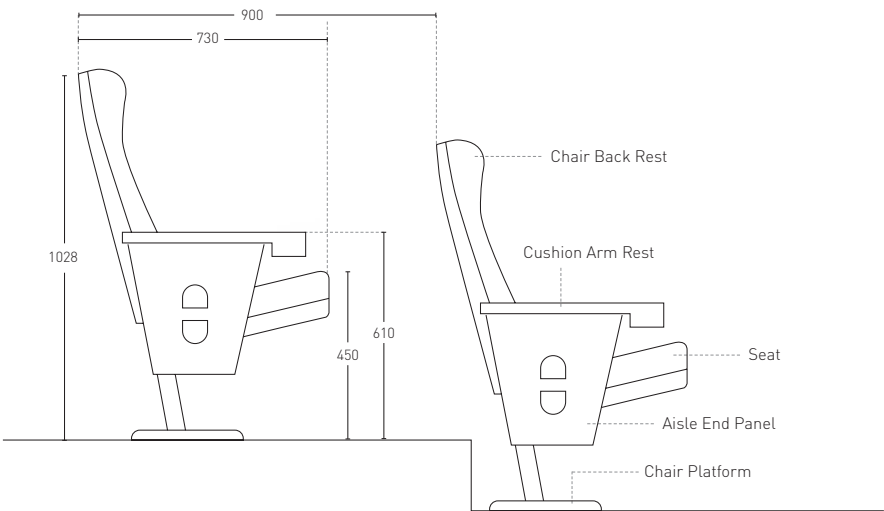 900
730
Chair Back Rest
Cushion Arm Rest
1028
610
450
Seat
Aisle End Panel
Chair Platform